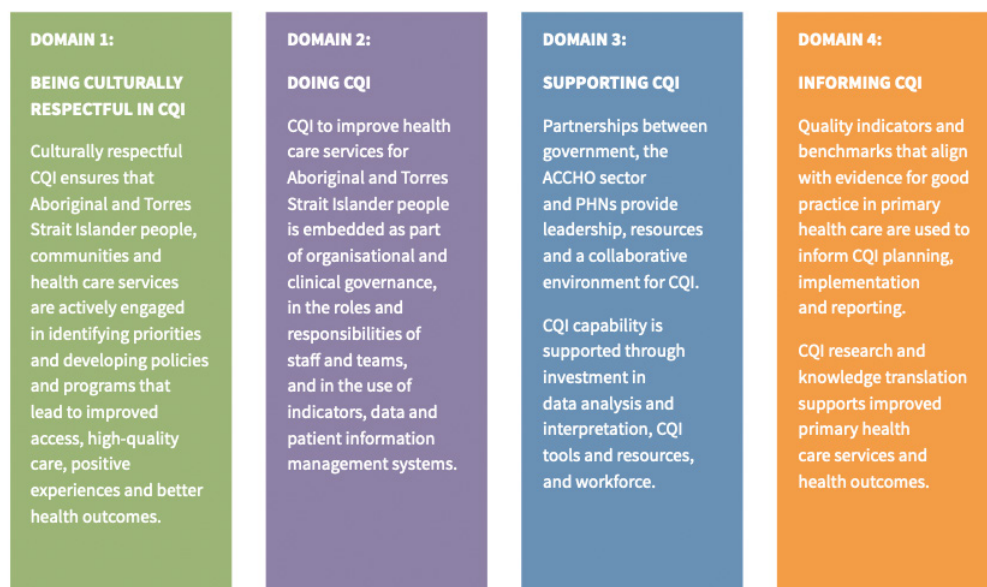 DOMAIN 1:
BEING CULTURALLY
RESPECTFUL IN CQI
Culturally respectful
CQI ensures that
Aboriginal and Torres
Strait Islander people,
communities and
health care services
are actively engaged
in identifying priorities
and developing policies
and programs that
lead to improved
access, high-quality
care, positive
experiences and better
health outcomes.
DOMAIN 2:
DOING CQI
CQI to improve health
care services for
Aboriginal and Torres
Strait Islander people
is embedded as part
of organisational and
clinical governance,
in the roles and
responsibilities of
staff and teams,
and in the use of
indicators, data and
patient information
management systems.
DOMAIN 3:
SUPPORTING CQI
Partnerships between
government, the
ACCHO sector
and PHNs provide
leadership, resources
and a collaborative
environment for CQI.
CQI capability is
supported through
investment in
data analysis and
interpretation, CQI
tools and resources,
and workforce.
DOMAIN 4:
INFORMING CQI
Quality indicators and
benchmarks that align
with evidence for good
practice in primary
health care are used to
inform CQI planning,
implementation
and reporting.
CQI research and
knowledge translation
supports improved
primary health
care services and
health outcomes.